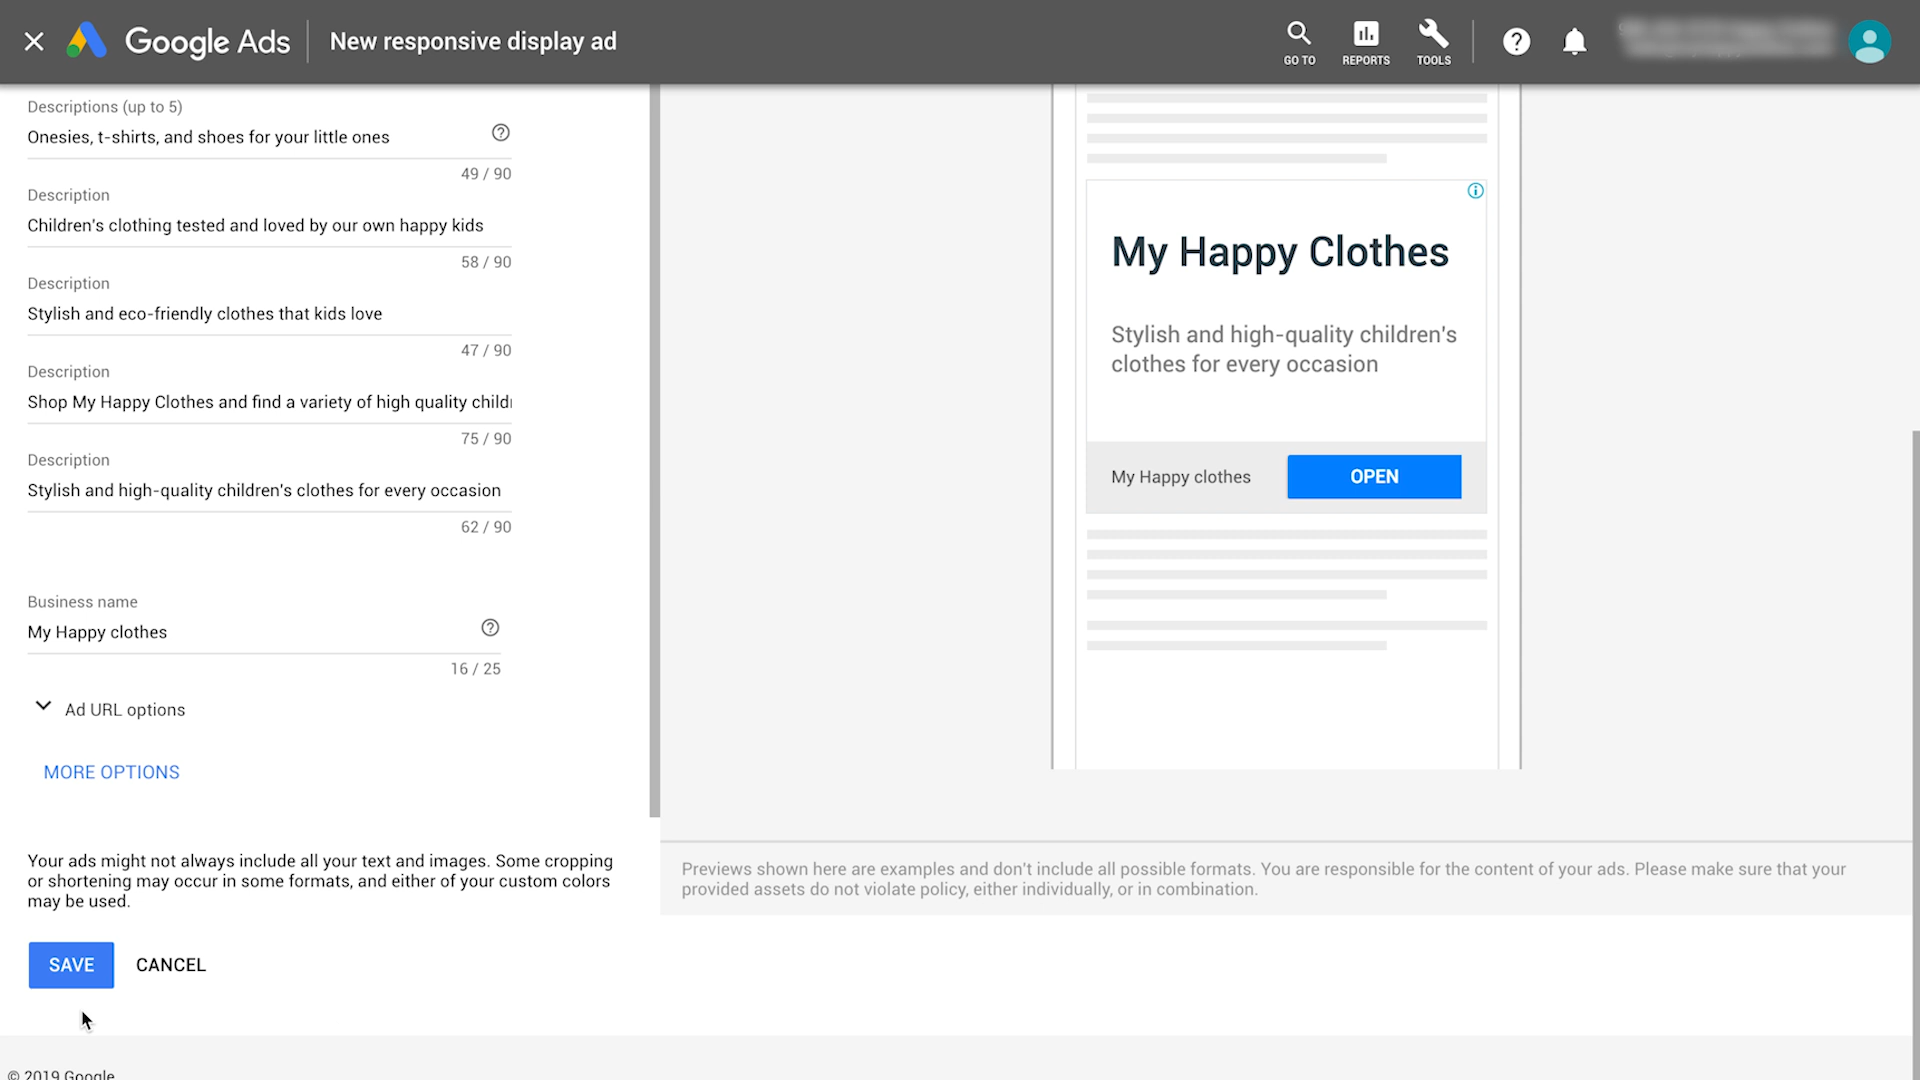 Google Ads
New responsive display ad
GO TO
REPORTS
TOOLS
Descriptions (up to 5)
Onesies, t-shirts, and shoes for your little ones
49 / 90
Description
Children's clothing tested and loved by our own happy kids
58 / 90
Description
Stylish and eco-friendly clothes that kids love
47 / 90
Description
Shop My Happy Clothes and find a variety of high quality child
75 / 90
Description
Stylish and high-quality children's clothes for every occasion
62 / 90
Business name
My Happy clothes
16 / 25
Ad URL options
MORE OPTIONS
Your ads might not always include all your text and images. Some cropping
or shortening may occur in some formats, and either of your custom colors
may be used.
SAVE
CANCEL
My Happy Clothes
Stylish and high-quality children's
clothes for every occasion
My Happy clothes
OPEN
Previews shown here are examples and don't include all possible formats. You are responsible for the content of your ads. Please make sure that your
provided assets do not violate policy, either individually, or in combination.
© 2019 Google